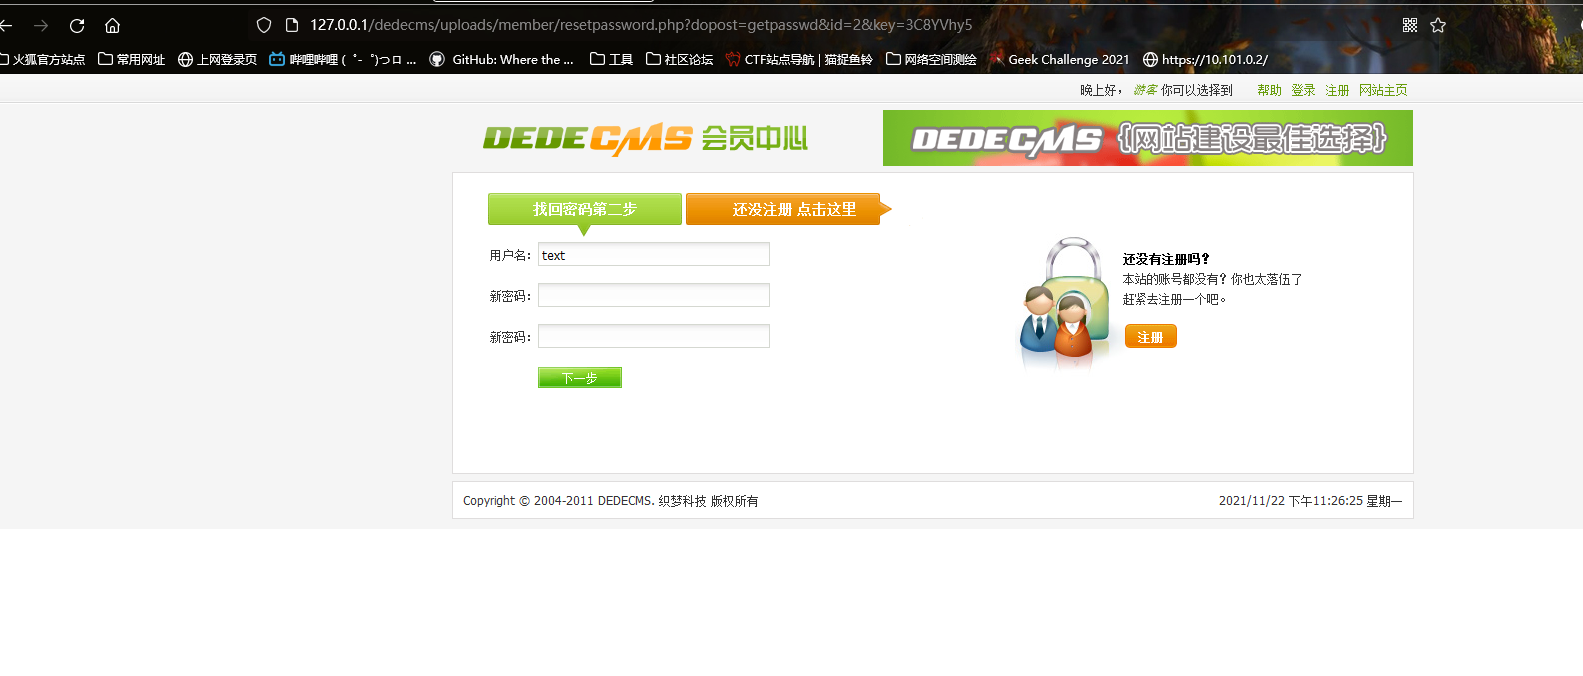 127.0.0.1/dedecms/uploads/member/resetpassword.php?dopost=getpasswd&id=2&key=3C8YVhy5
火狐官方站点 常用网址 上网登录页 哔哩哔哩 (゜-゜)つロ ... GitHub: Where the ... 工具 社区论坛 CTF站点导航 | 猫捉鱼铃 网络空间测绘 Geek Challenge 2021 https://10.101.0.2/
晚上好， 游客 你可以选择到 帮助 登录 注册 网站主页
DEDECMS 会员中心 DEDECMS {网站建设最佳选择}
找回密码第二步 还没注册 点击这里
用户名： text
新密码：
新密码：
下一步
还没有注册吗？
本站的账号都没有？你也太落伍了
赶紧去注册一个吧。
注册
Copyright © 2004-2011 DEDECMS. 织梦科技 版权所有 2021/11/22 下午11:26:25 星期一